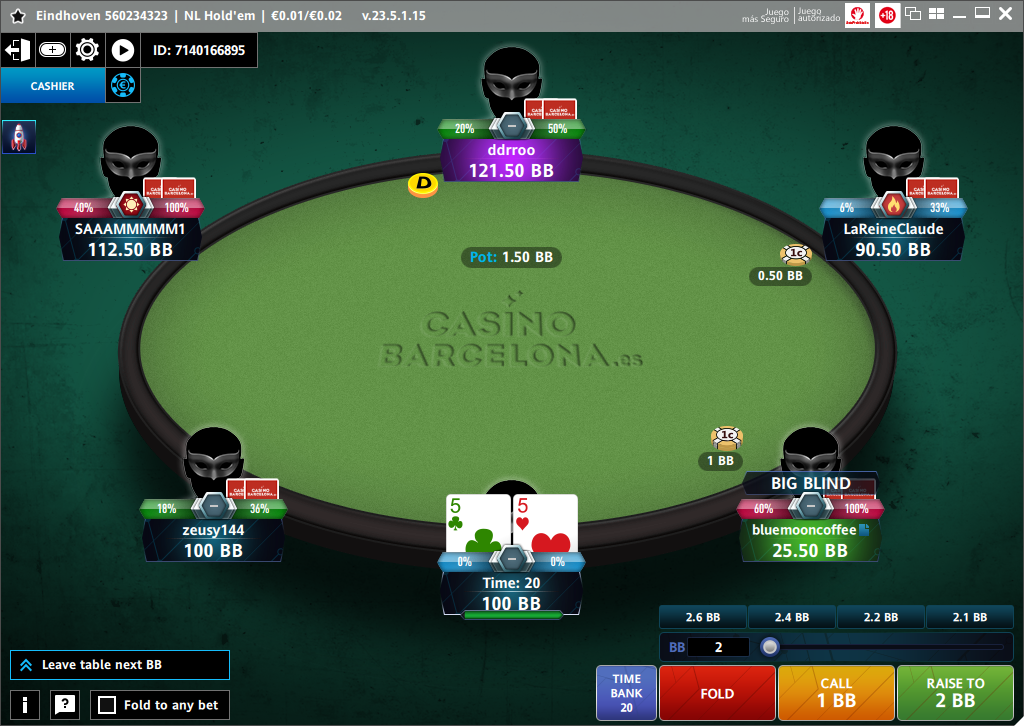 Eindhoven 560234323 | NL Hold'em | €0.01/€0.02 v.23.5.1.15
Juego más Seguro | Juego autorizado
+18
ID: 7140166895
CASHIER
20% 50%
ddrroo
121.50 BB
D
40% 100%
SAAAMMMMM1
112.50 BB
6% 33%
LaReineClaude
90.50 BB
Pot: 1.50 BB
1c
0.50 BB
CASINO
BARCELONA.es
1c
1 BB
BIG BLIND
60% 100%
bluemooncoffee
25.50 BB
18% 36%
zeusy144
100 BB
5 5
0% 0%
Time: 20
100 BB
2.6 BB 2.4 BB 2.2 BB 2.1 BB
BB 2
Leave table next BB
TIME BANK 20
FOLD
CALL
1 BB
RAISE TO
2 BB
Fold to any bet